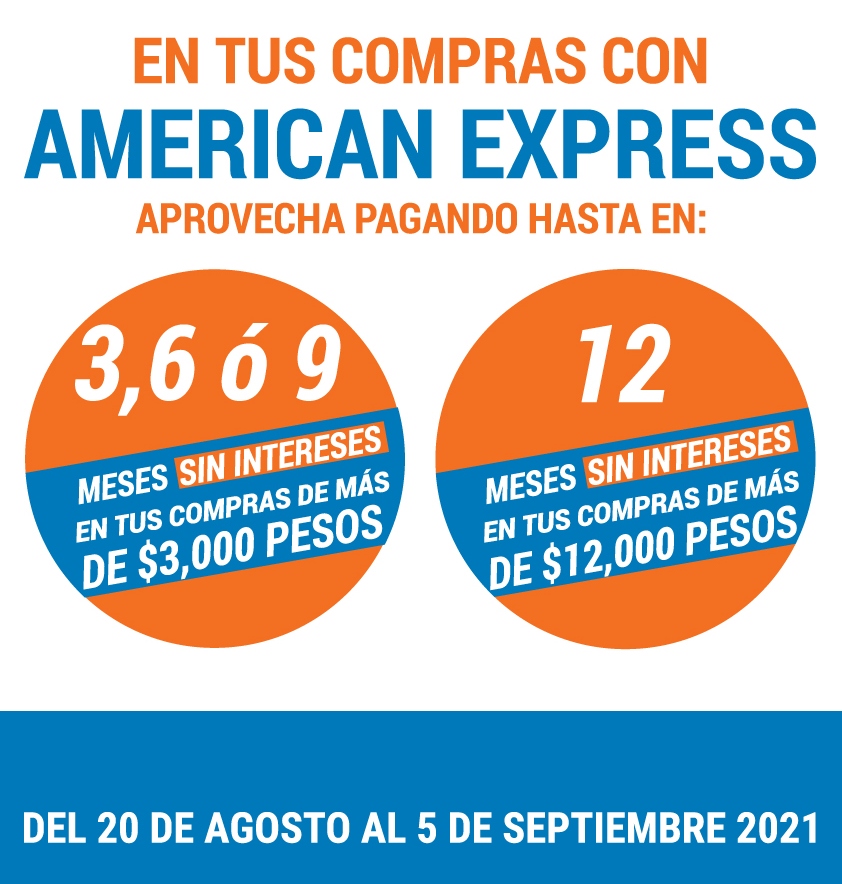 EN TUS COMPRAS CON
AMERICAN EXPRESS
APROVECHA PAGANDO HASTA EN:
3,6 ó 9
MESES SIN INTERESES
EN TUS COMPRAS DE MÁS
DE $3,000 PESOS
12
MESES SIN INTERESES
EN TUS COMPRAS DE MÁS
DE $12,000 PESOS
DEL 20 DE AGOSTO AL 5 DE SEPTIEMBRE 2021